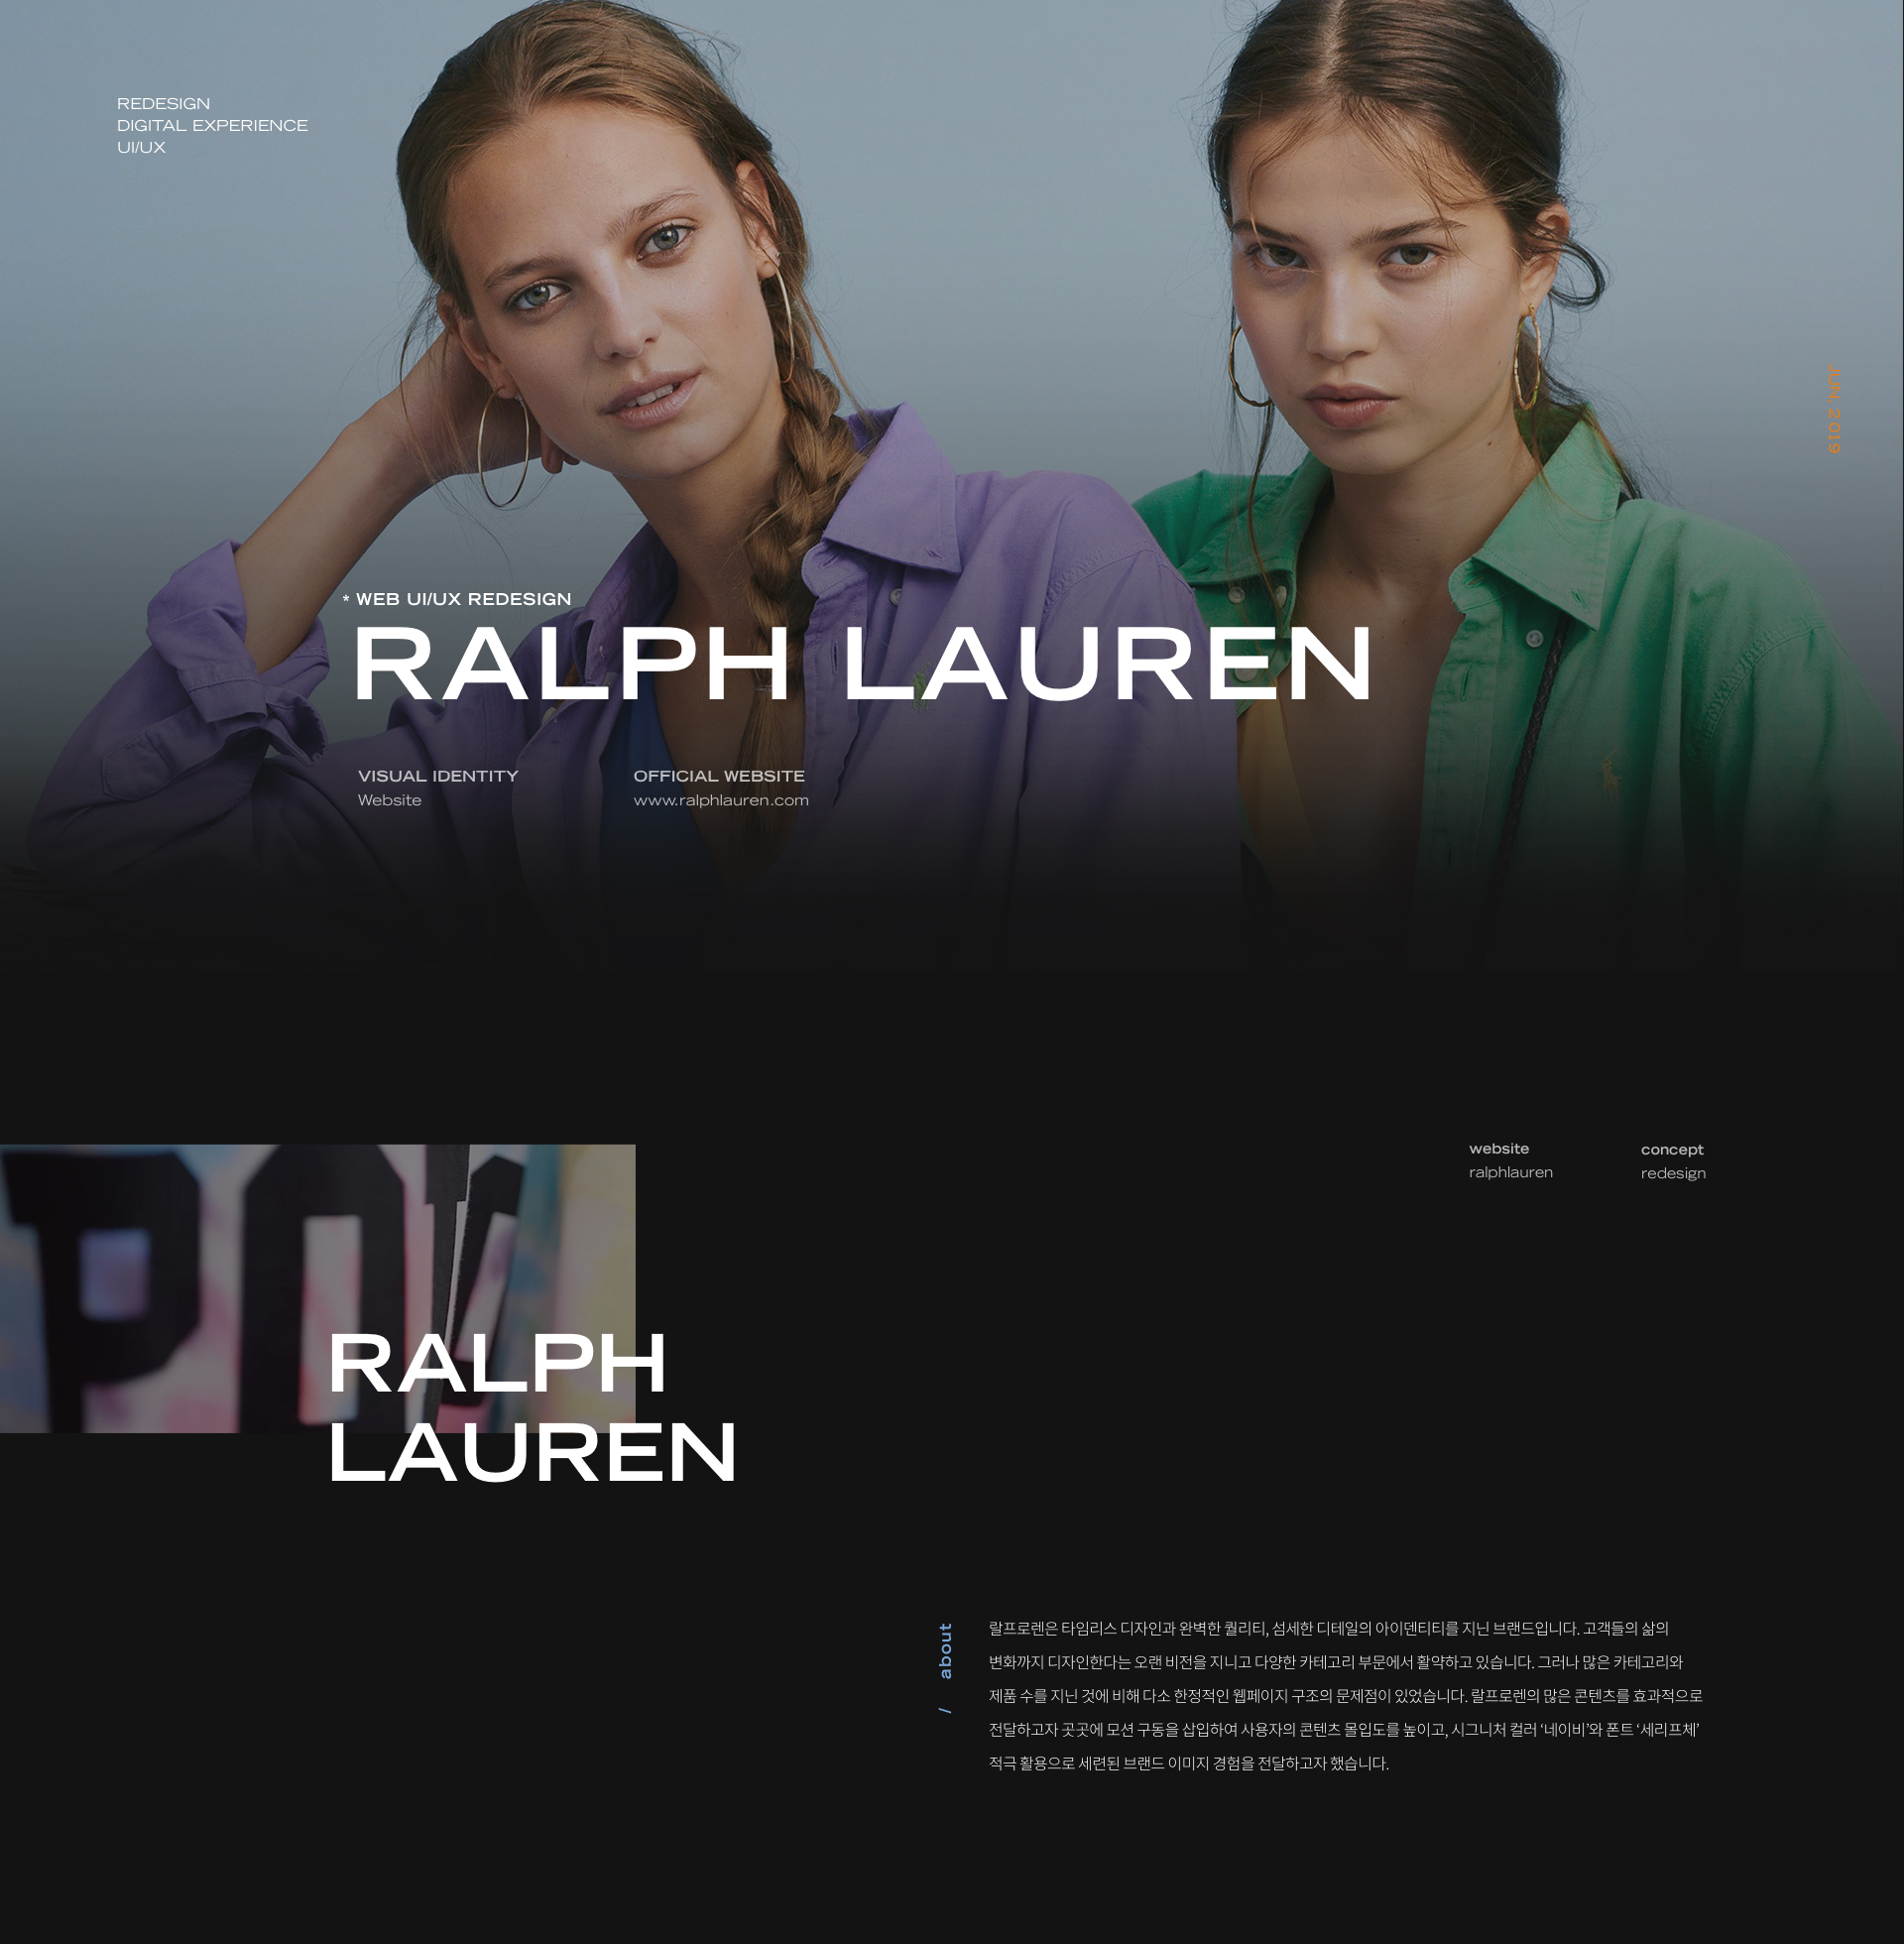 REDESIGN
DIGITAL EXPERIENCE
UI/UX
JUN, 2019
* WEB UI/UX REDESIGN
RALPH LAUREN
VISUAL IDENTITY
Website
OFFICIAL WEBSITE
www.ralphlauren.com
website
ralphlauren
concept
redesign
RALPH
LAUREN
/ about
랄프로렌은 타임리스 디자인과 완벽한 퀄리티, 섬세한 디테일의 아이덴티티를 지닌 브랜드입니다. 고객들의 삶의
변화까지 디자인한다는 오랜 비전을 지니고 다양한 카테고리 부문에서 활약하고 있습니다. 그러나 많은 카테고리와
제품 수를 지닌 것에 비해 다소 한정적인 웹페이지 구조의 문제점이 있었습니다. 랄프로렌의 많은 콘텐츠를 효과적으로
전달하고자 곳곳에 모션 구동을 삽입하여 사용자의 콘텐츠 몰입도를 높이고, 시그니처 컬러 ‘네이비’와 폰트 ‘세리프체’
적극 활용으로 세련된 브랜드 이미지 경험을 전달하고자 했습니다.